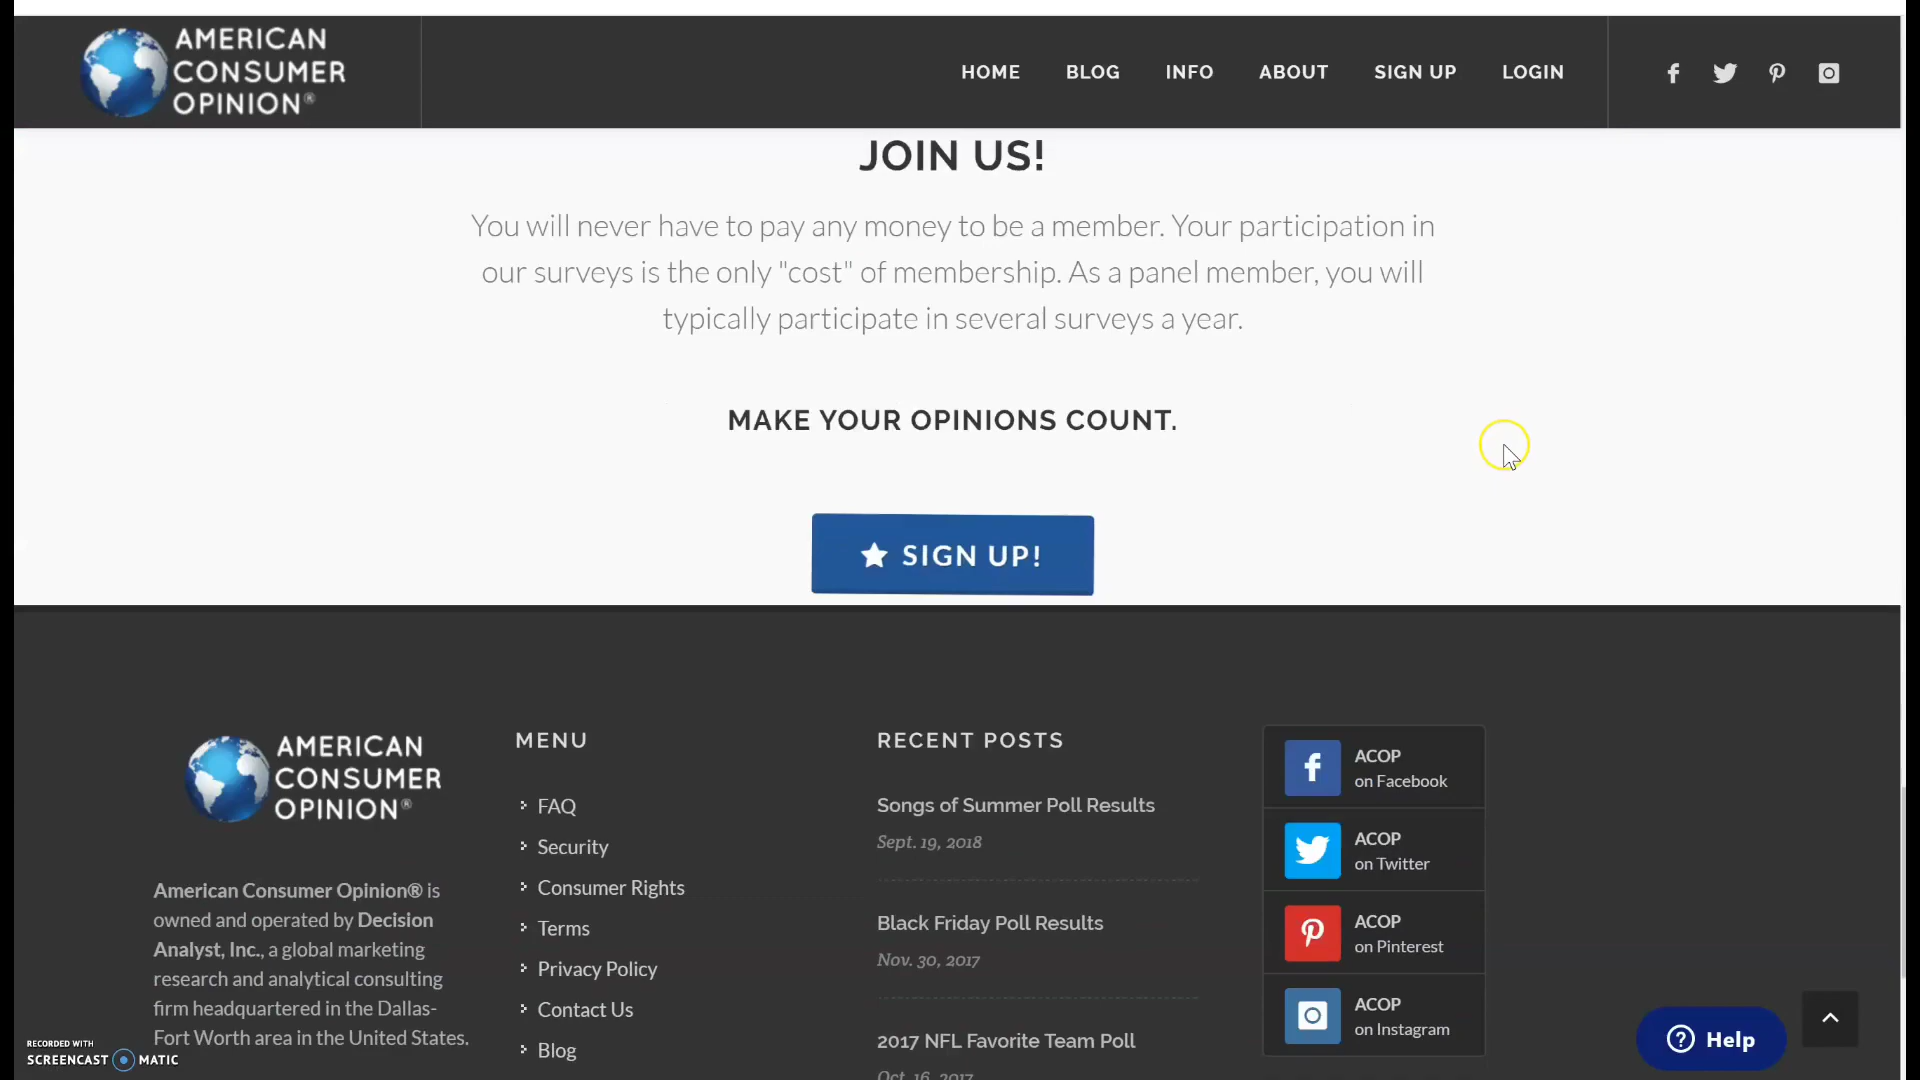 AMERICAN
CONSUMER
OPINION®
HOME BLOG INFO ABOUT SIGN UP LOGIN
JOIN US!
You will never have to pay any money to be a member. Your participation in
our surveys is the only "cost" of membership. As a panel member, you will
typically participate in several surveys a year.
MAKE YOUR OPINIONS COUNT.
SIGN UP!
AMERICAN
CONSUMER
OPINION®
American Consumer Opinion® is
owned and operated by Decision
Analyst, Inc., a global marketing
research and analytical consulting
firm headquartered in the Dallas-
Fort Worth area in the United States.
MENU
FAQ
Security
Consumer Rights
Terms
Privacy Policy
Contact Us
Blog
RECENT POSTS
Songs of Summer Poll Results
Sept. 19, 2018
Black Friday Poll Results
Nov. 30, 2017
2017 NFL Favorite Team Poll
Oct. 16, 2017
ACOP
on Facebook
ACOP
on Twitter
ACOP
on Pinterest
ACOP
on Instagram
Help
RECORDED WITH
SCREENCAST MATIC